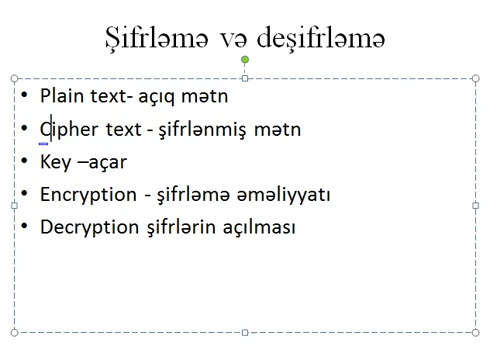 Şifrləmə və deşifrləmə
• Plain text- açıq mətn
• Cipher text - şifrlənmiş mətn
• Key –açar
• Encryption - şifrləmə əməliyyatı
• Decryption şifrlərin açılması